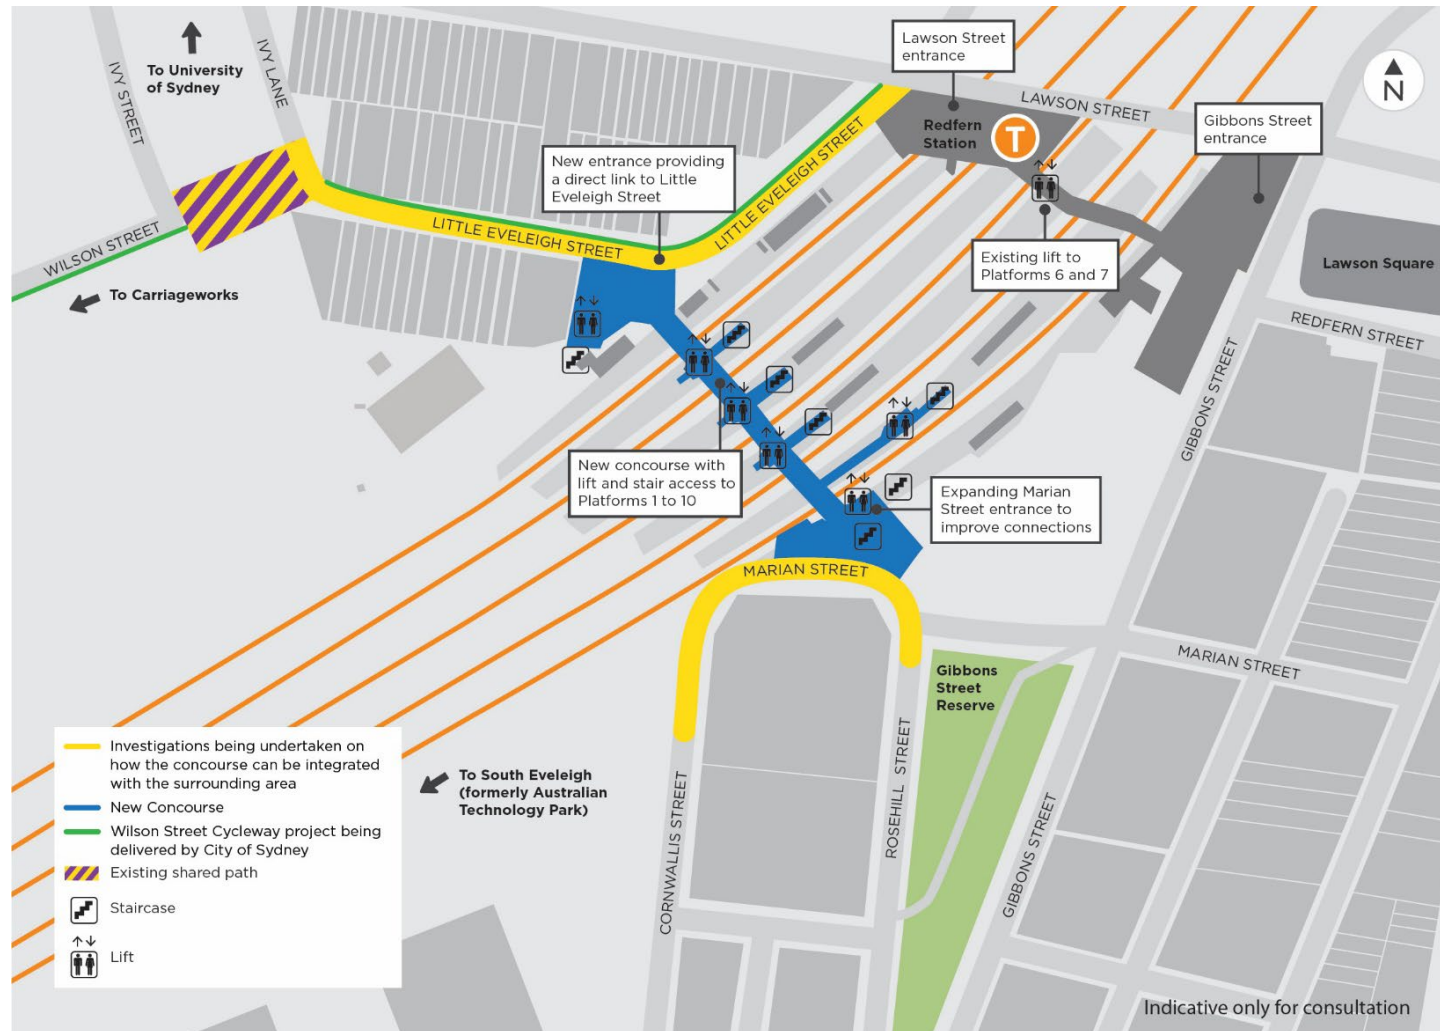 Lawson Street
entrance
N
IVY STREET
IVY LANE
To University
of Sydney
LAWSON STREET
Gibbons Street
entrance
Redfern
Station
T
New entrance providing
a direct link to Little
Eveleigh Street
LITTLE EVELEIGH STREET
LITTLE EVELEIGH STREET
WILSON STREET
To Carriageworks
Existing lift to
Platforms 6 and 7
Lawson Square
REDFERN STREET
GIBBONS STREET
New concourse with
lift and stair access to
Platforms 1 to 10
Expanding Marian
Street entrance to
improve connections
MARIAN STREET
MARIAN STREET
Gibbons
Street
Reserve
Investigations being undertaken on
how the concourse can be integrated
with the surrounding area
New Concourse
Wilson Street Cycleway project being
delivered by City of Sydney
Existing shared path
Staircase
Lift
To South Eveleigh
(formerly Australian
Technology Park)
CORNWALLIS STREET
ROSEHILL STREET
GIBBONS STREET
Indicative only for consultation